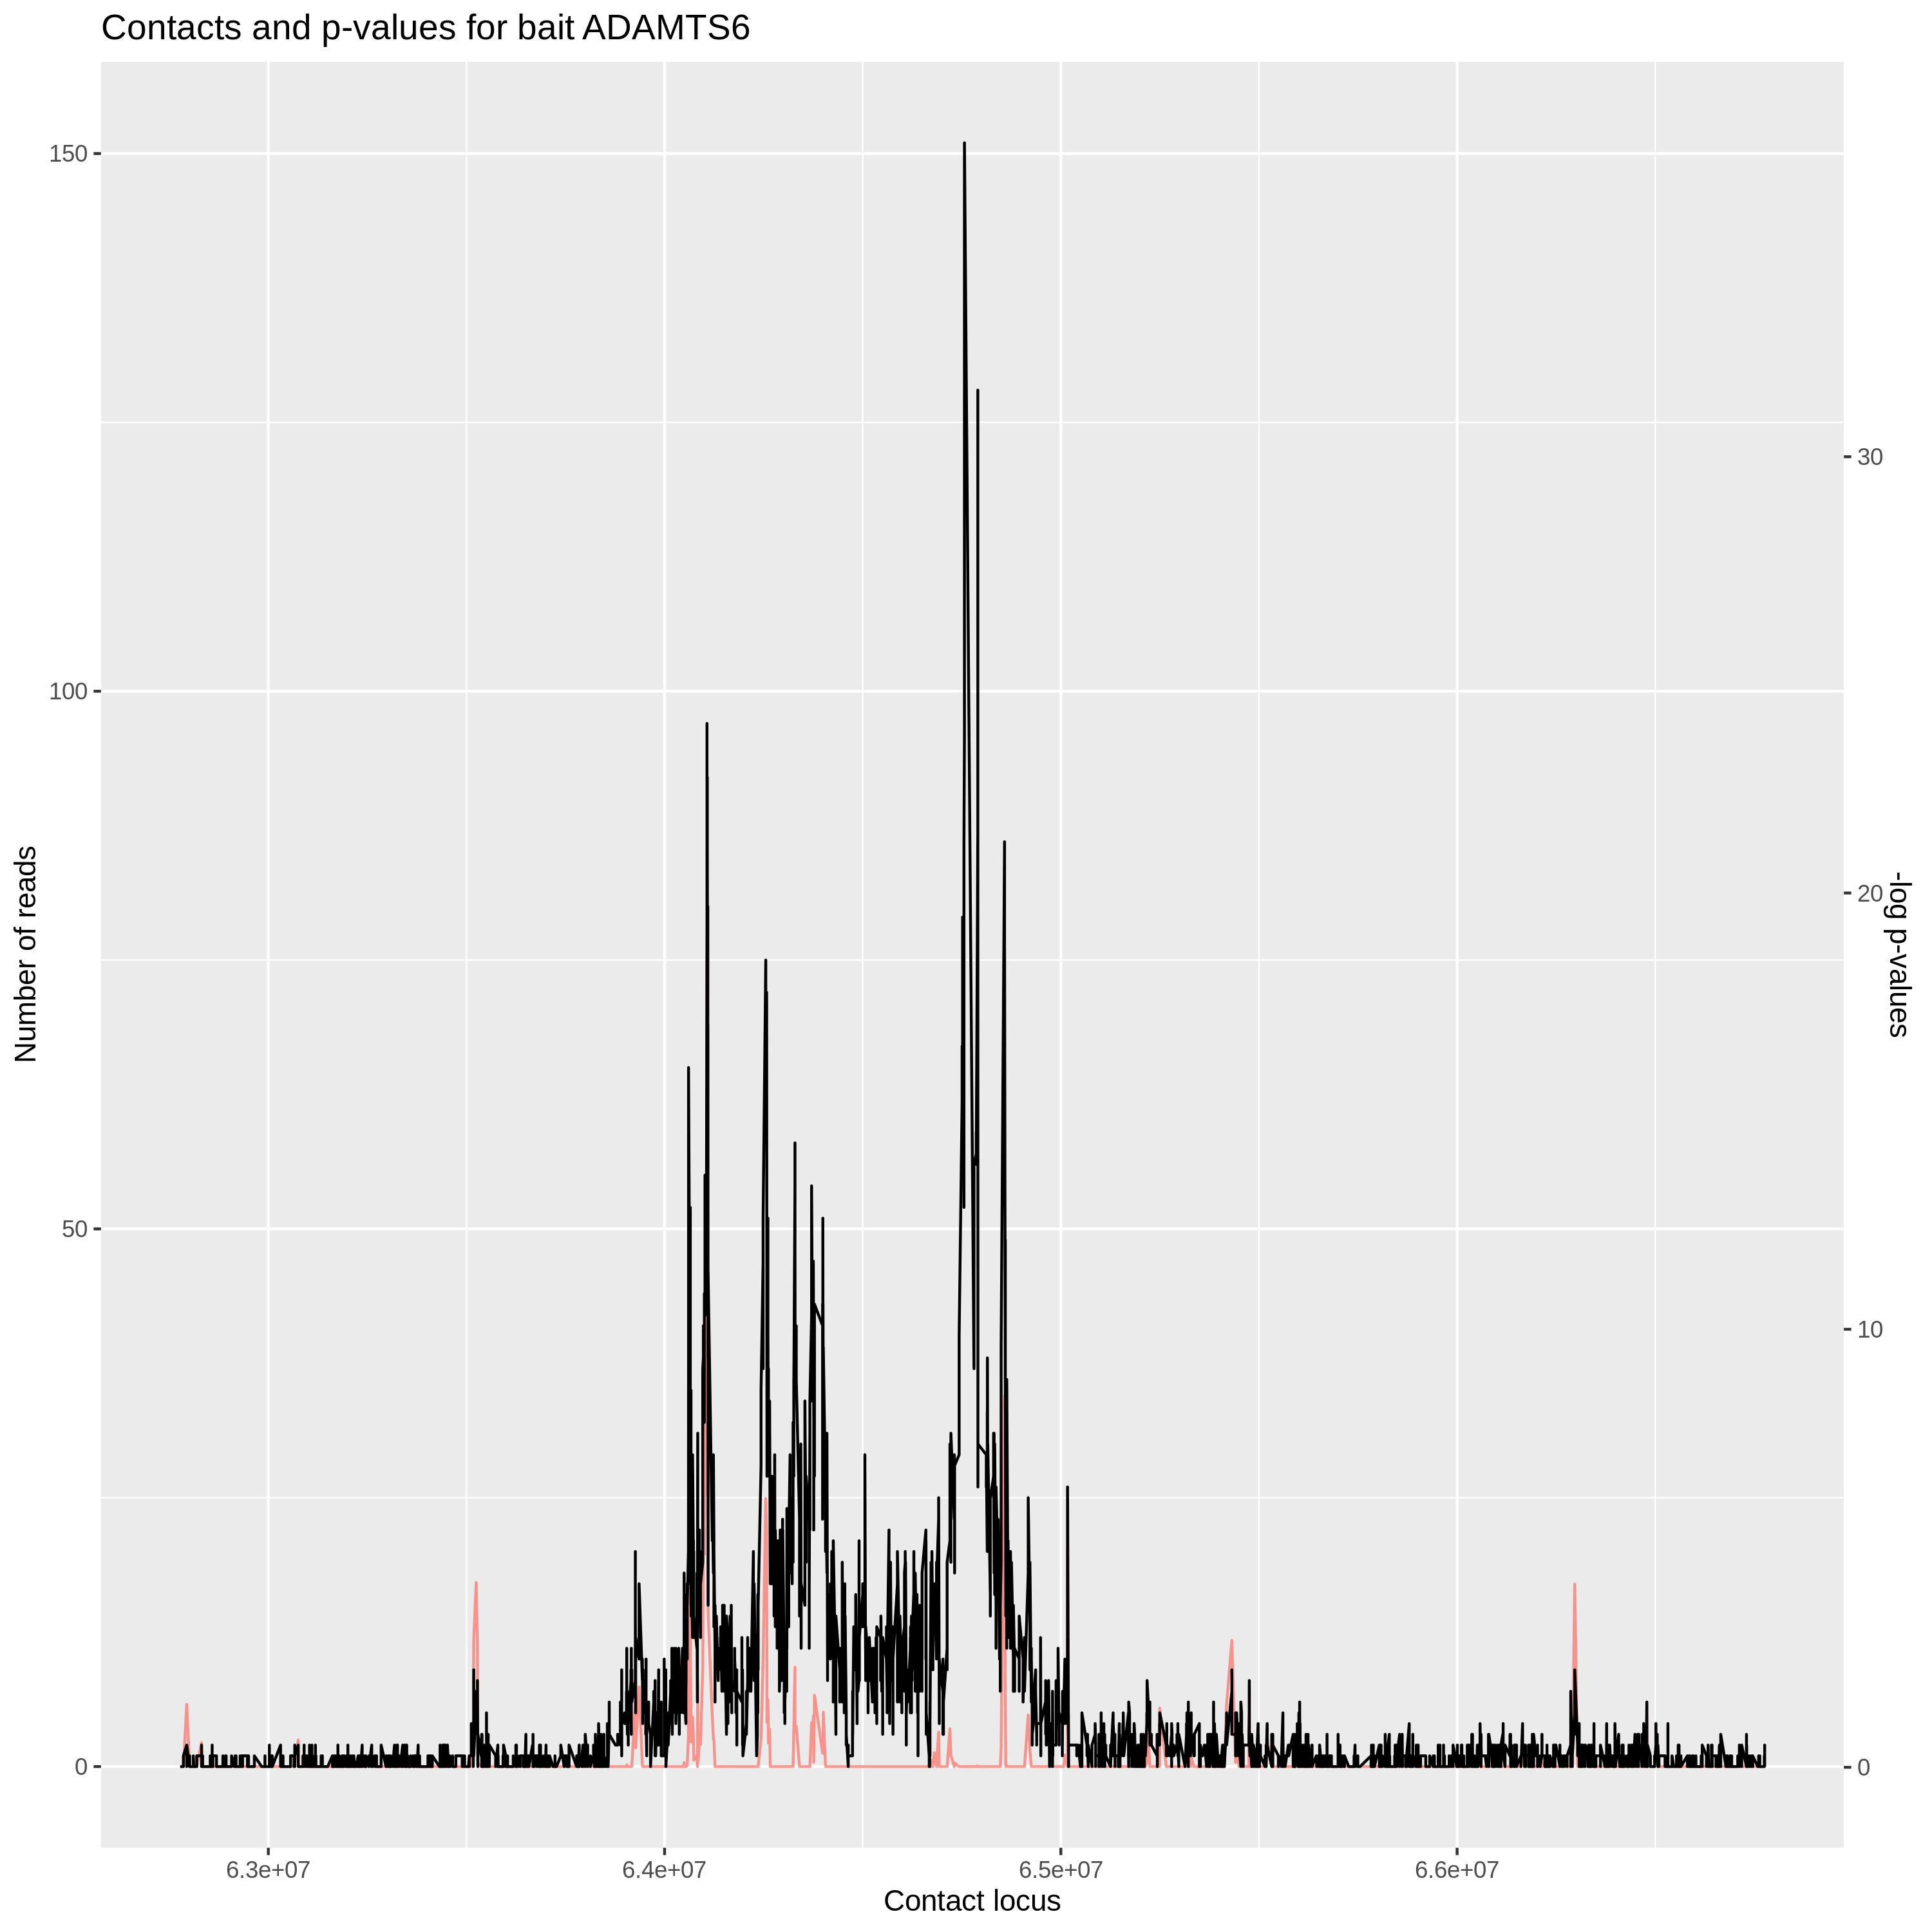 Contacts and p-values for bait ADAMTS6
150
100
50
0
Number of reads
30
20
10
0
-log p-values
6.3e+07
6.4e+07
6.5e+07
6.6e+07
Contact locus